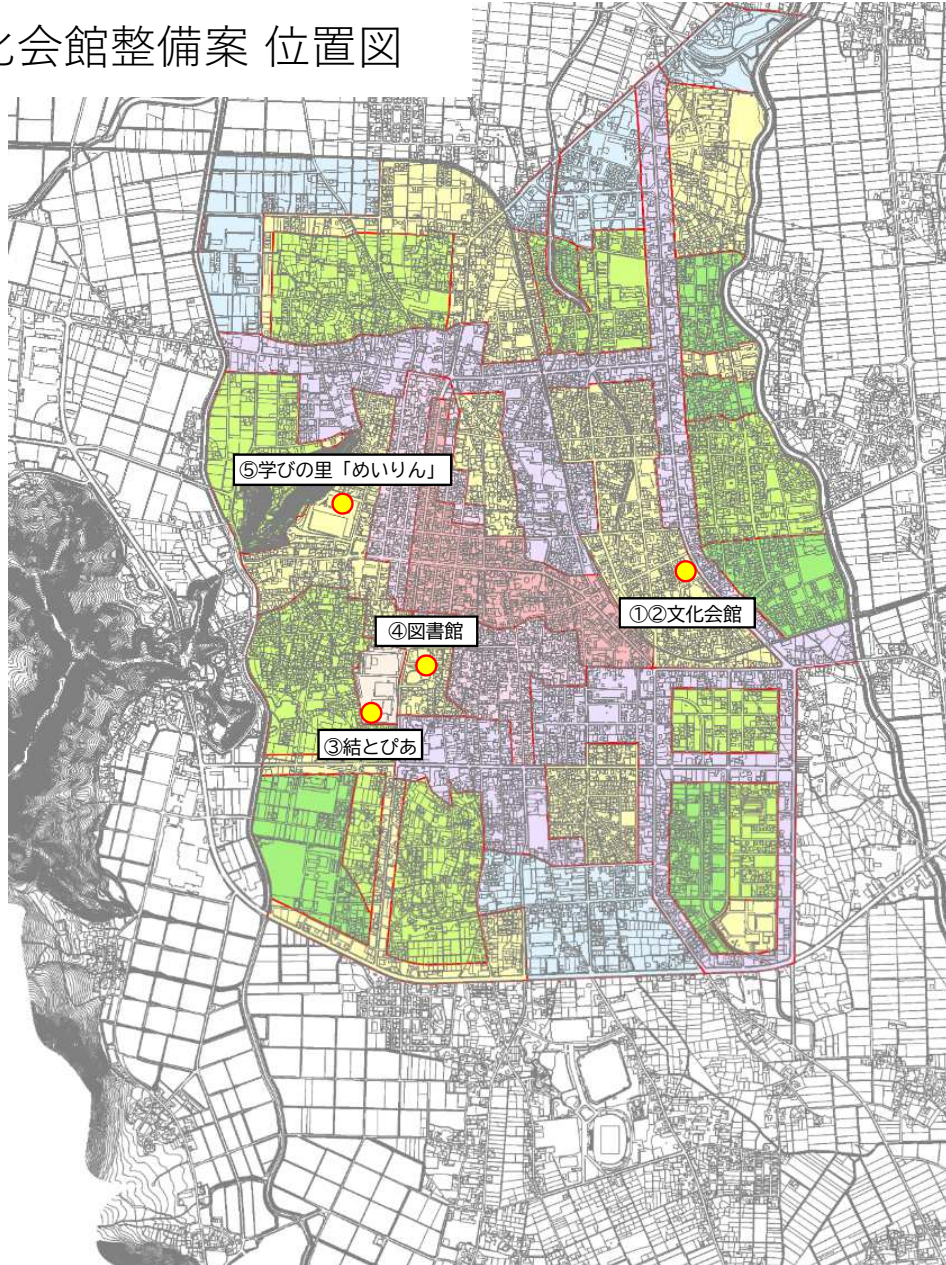 化会館整備案 位置図
⑤学びの里「めいりん」
①②文化会館
④図書館
③結とぴあ